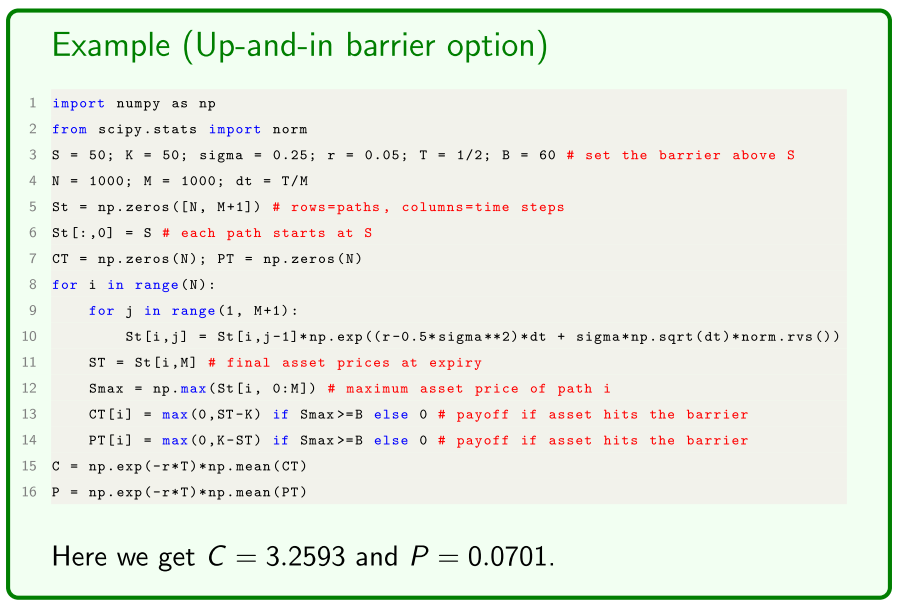 Example (Up-and-in barrier option)
1 import numpy as np
2 from scipy.stats import norm
3 S = 50; K = 50; sigma = 0.25; r = 0.05; T = 1/2; B = 60 # set the barrier above S
4 N = 1000; M = 1000; dt = T/M
5 St = np.zeros([N, M+1]) # rows=paths, columns=time steps
6 St[:,0] = S # each path starts at S
7 CT = np.zeros(N); PT = np.zeros(N)
8 for i in range(N):
9     for j in range(1, M+1):
10         St[i,j] = St[i,j-1]*np.exp((r-0.5*sigma**2)*dt + sigma*np.sqrt(dt)*norm.rvs())
11     ST = St[i,M] # final asset prices at expiry
12     Smax = np.max(St[i, 0:M]) # maximum asset price of path i
13     CT[i] = max(0,ST-K) if Smax>=B else 0 # payoff if asset hits the barrier
14     PT[i] = max(0,K-ST) if Smax>=B else 0 # payoff if asset hits the barrier
15 C = np.exp(-r*T)*np.mean(CT)
16 P = np.exp(-r*T)*np.mean(PT)
Here we get C = 3.2593 and P = 0.0701.